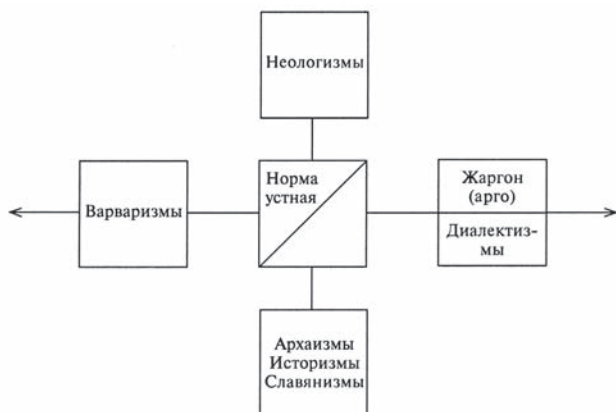 Неологизмы
Варваризмы
Норма
устная
Жаргон
(арго)
Диалектиз-
мы
Архаизмы
Историзмы
Славянизмы